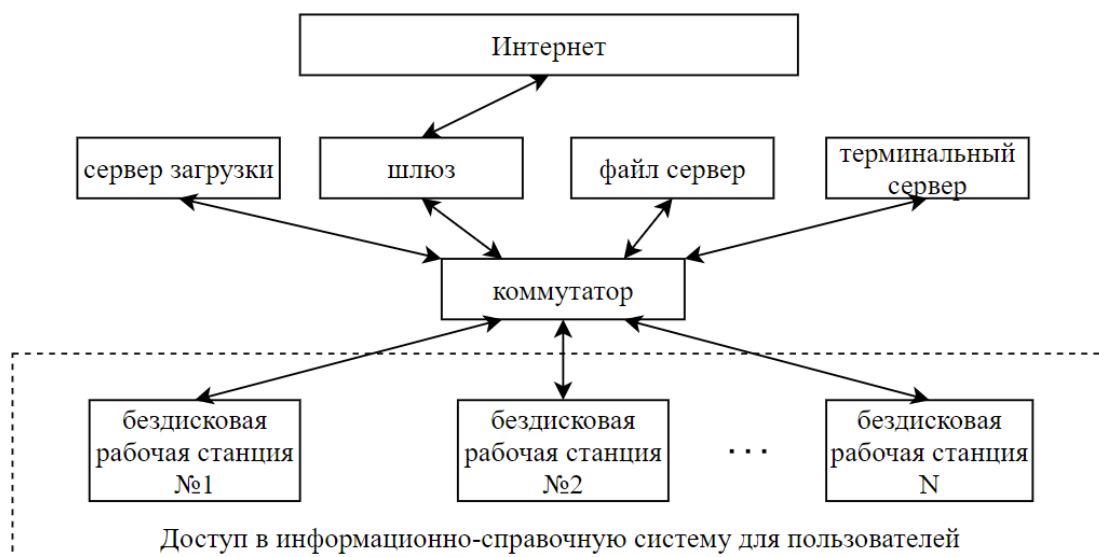 Интернет
сервер загрузки
шлюз
файл сервер
терминальный
сервер
коммутатор
бездисковая
рабочая станция
№1
бездисковая
рабочая станция
№2
...
бездисковая
рабочая станция
N
Доступ в информационно-справочную систему для пользователей